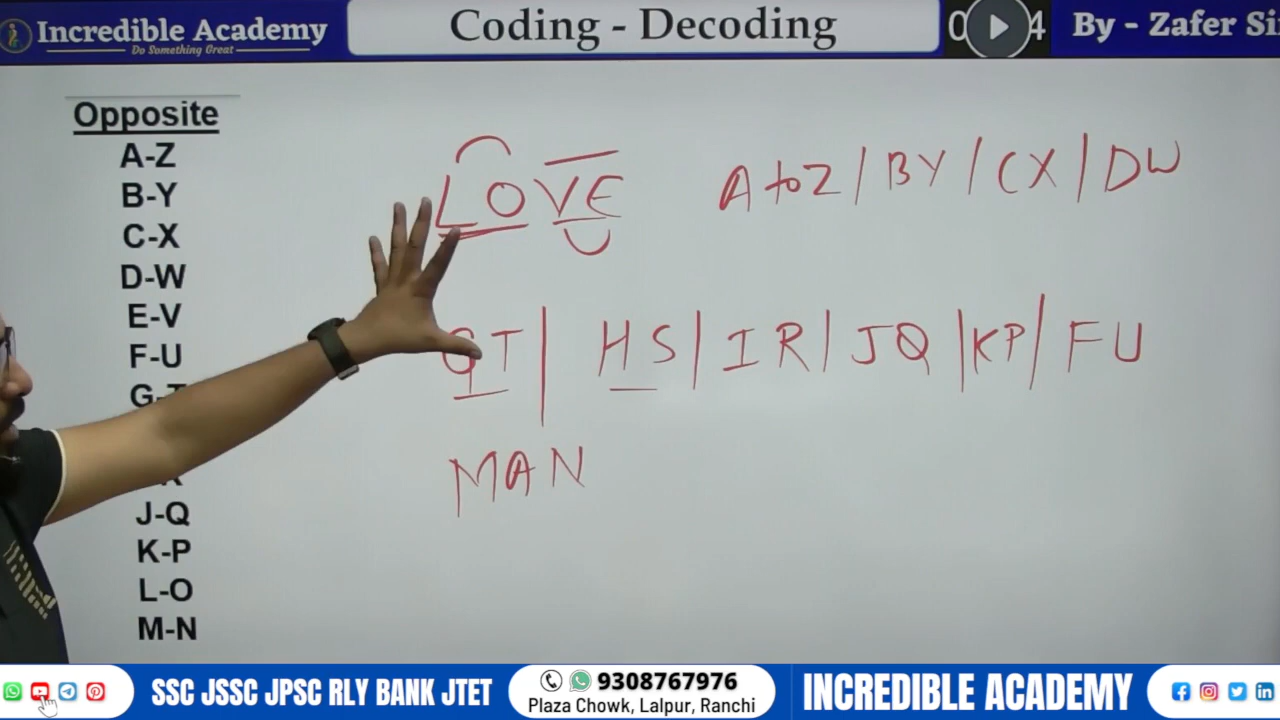 Incredible Academy
Do Something Great
Coding - Decoding
By - Zafer Si
Opposite
A-Z
B-Y
C-X
D-W
E-V
F-U
G-
J-Q
K-P
L-O
M-N
LOVE
A to Z / BY / CX / DW
GT | HS | IR | JQ | KP | FU
MAN
SSC JSSC JPSC RLY BANK JTET
9308767976
Plaza Chowk, Lalpur, Ranchi
INCREDIBLE ACADEMY